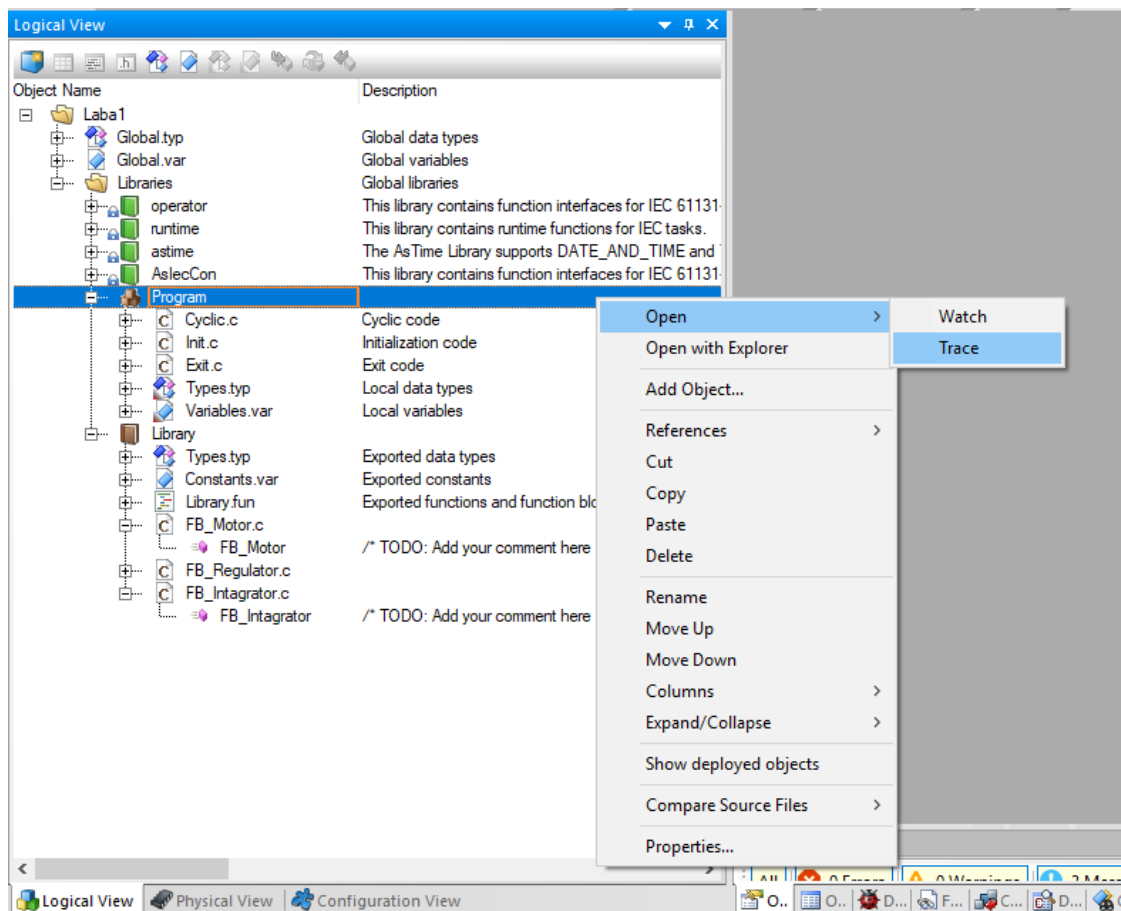 Logical View
Object Name Description
Laba1
Global.typ Global data types
Global.var Global variables
Libraries Global libraries
operator This library contains function interfaces for IEC 61131-
runtime This library contains runtime functions for IEC tasks.
astime The AsTime Library supports DATE_AND_TIME and
AsIecCon This library contains function interfaces for IEC 61131-
Program
Cyclic.c Cyclic code
Init.c Initialization code
Exit.c Exit code
Types.typ Local data types
Variables.var Local variables
Library
Types.typ Exported data types
Constants.var Exported constants
Library.fun Exported functions and function blo
FB_Motor.c
FB_Motor /* TODO: Add your comment here
FB_Regulator.c
FB_Intagrator.c
FB_Intagrator /* TODO: Add your comment here
Open
Open with Explorer
Add Object...
References
Cut
Copy
Paste
Delete
Rename
Move Up
Move Down
Columns
Expand/Collapse
Show deployed objects
Compare Source Files
Properties...
Watch
Trace
All 0 Errors 0 Warnings
Logical View Physical View Configuration View
O.. O.. D... F... C... D...